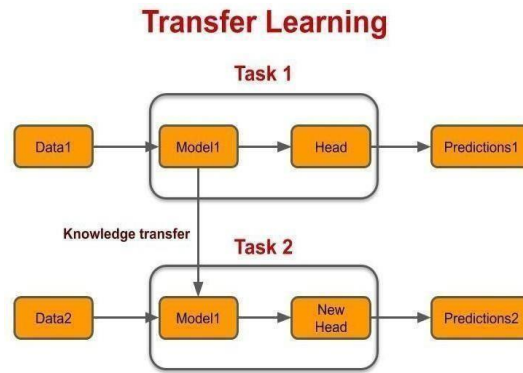 Transfer Learning
Task 1
Data1
Model1
Head
Predictions1
Knowledge transfer
Task 2
Data2
Model1
New
Head
Predictions2